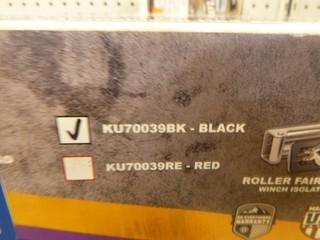 KU70039BK - BLACK
KU70039RE - RED
ROLLER FAIR
WINCH ISOLAT
WARRANTY